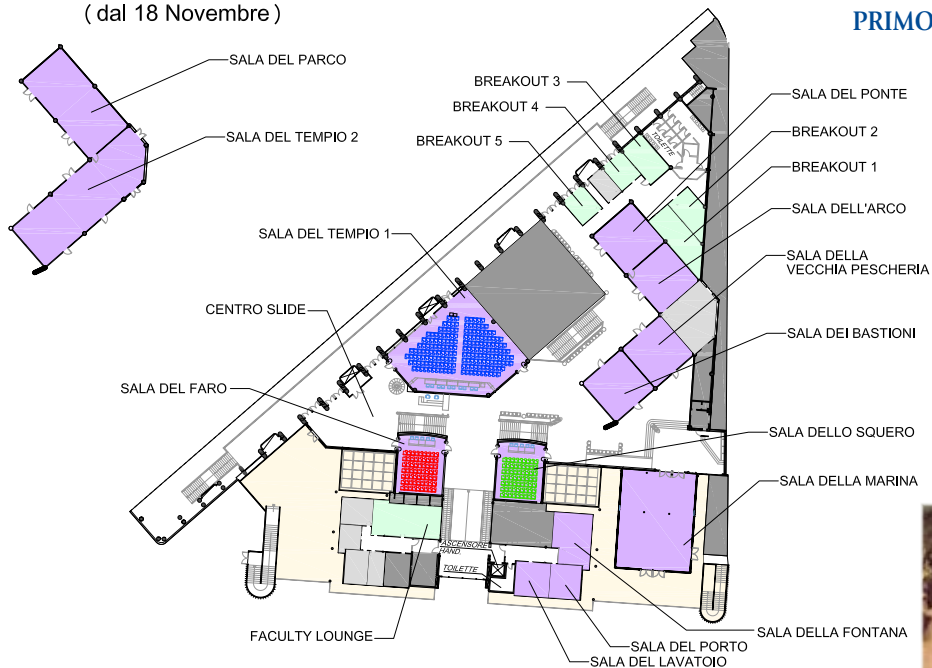 (dal 18 Novembre)
PRIMO
SALA DEL PARCO
SALA DEL TEMPIO 2
BREAKOUT 3
BREAKOUT 4
BREAKOUT 5
TOILETTE
SALA DEL PONTE
BREAKOUT 2
BREAKOUT 1
SALA DELL'ARCO
SALA DELLA
VECCHIA PESCHERIA
SALA DEI BASTIONI
SALA DEL TEMPIO 1
CENTRO SLIDE
SALA DEL FARO
SALA DELLO SQUERO
SALA DELLA MARINA
ASCENSORE
HAND.
TOILETTE
FACULTY LOUNGE
SALA DELLA FONTANA
SALA DEL PORTO
SALA DEL LAVATOIO